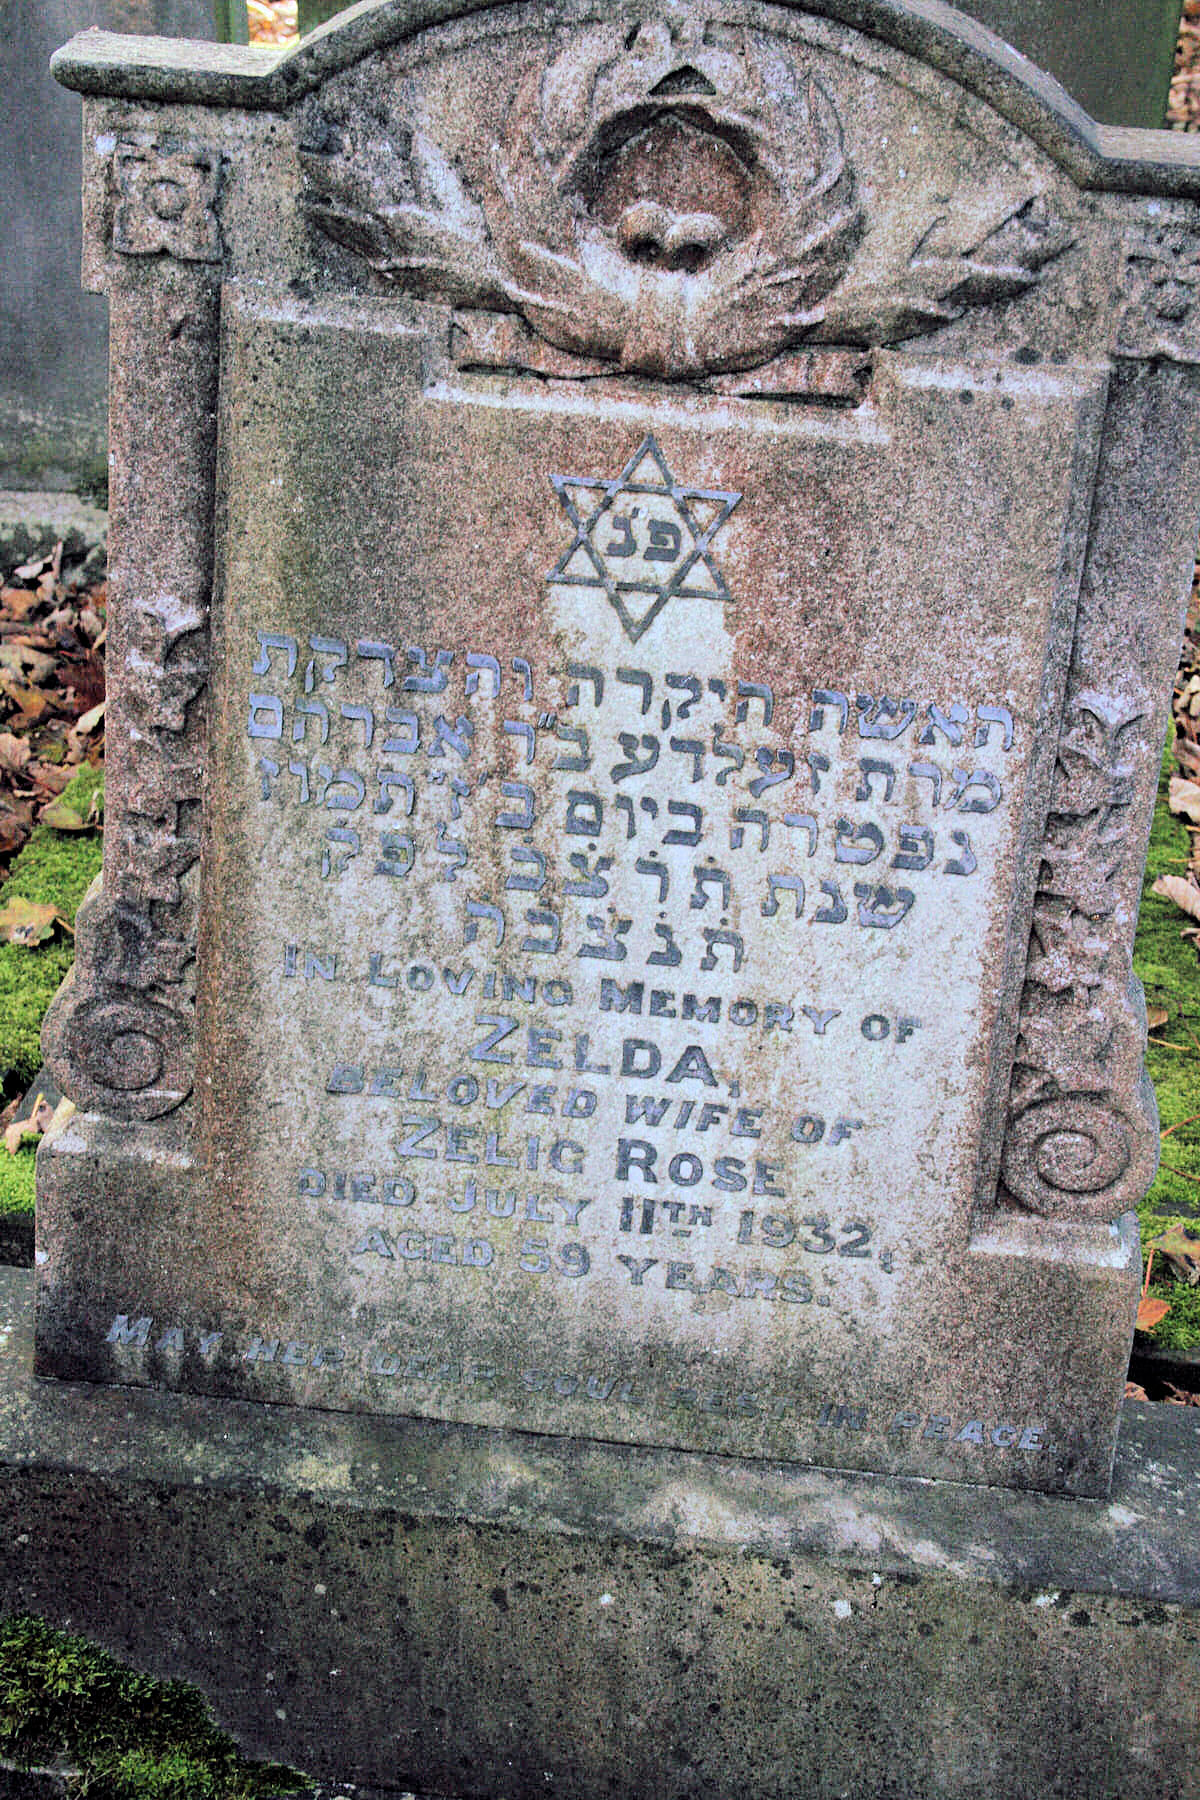 פ׳נ
האשה היקרה והצדקת
מרת זעלדע ב״ר אברהם
נפטרה ביום ב׳ ז׳ תמוז
שנת תרצב לפק
תנצבה
IN LOVING MEMORY OF
ZELDA,
BELOVED WIFE OF
ZELIG ROSE
DIED JULY 11TH 1932,
AGED 59 YEARS.
MAY HER DEAR SOUL REST IN PEACE.